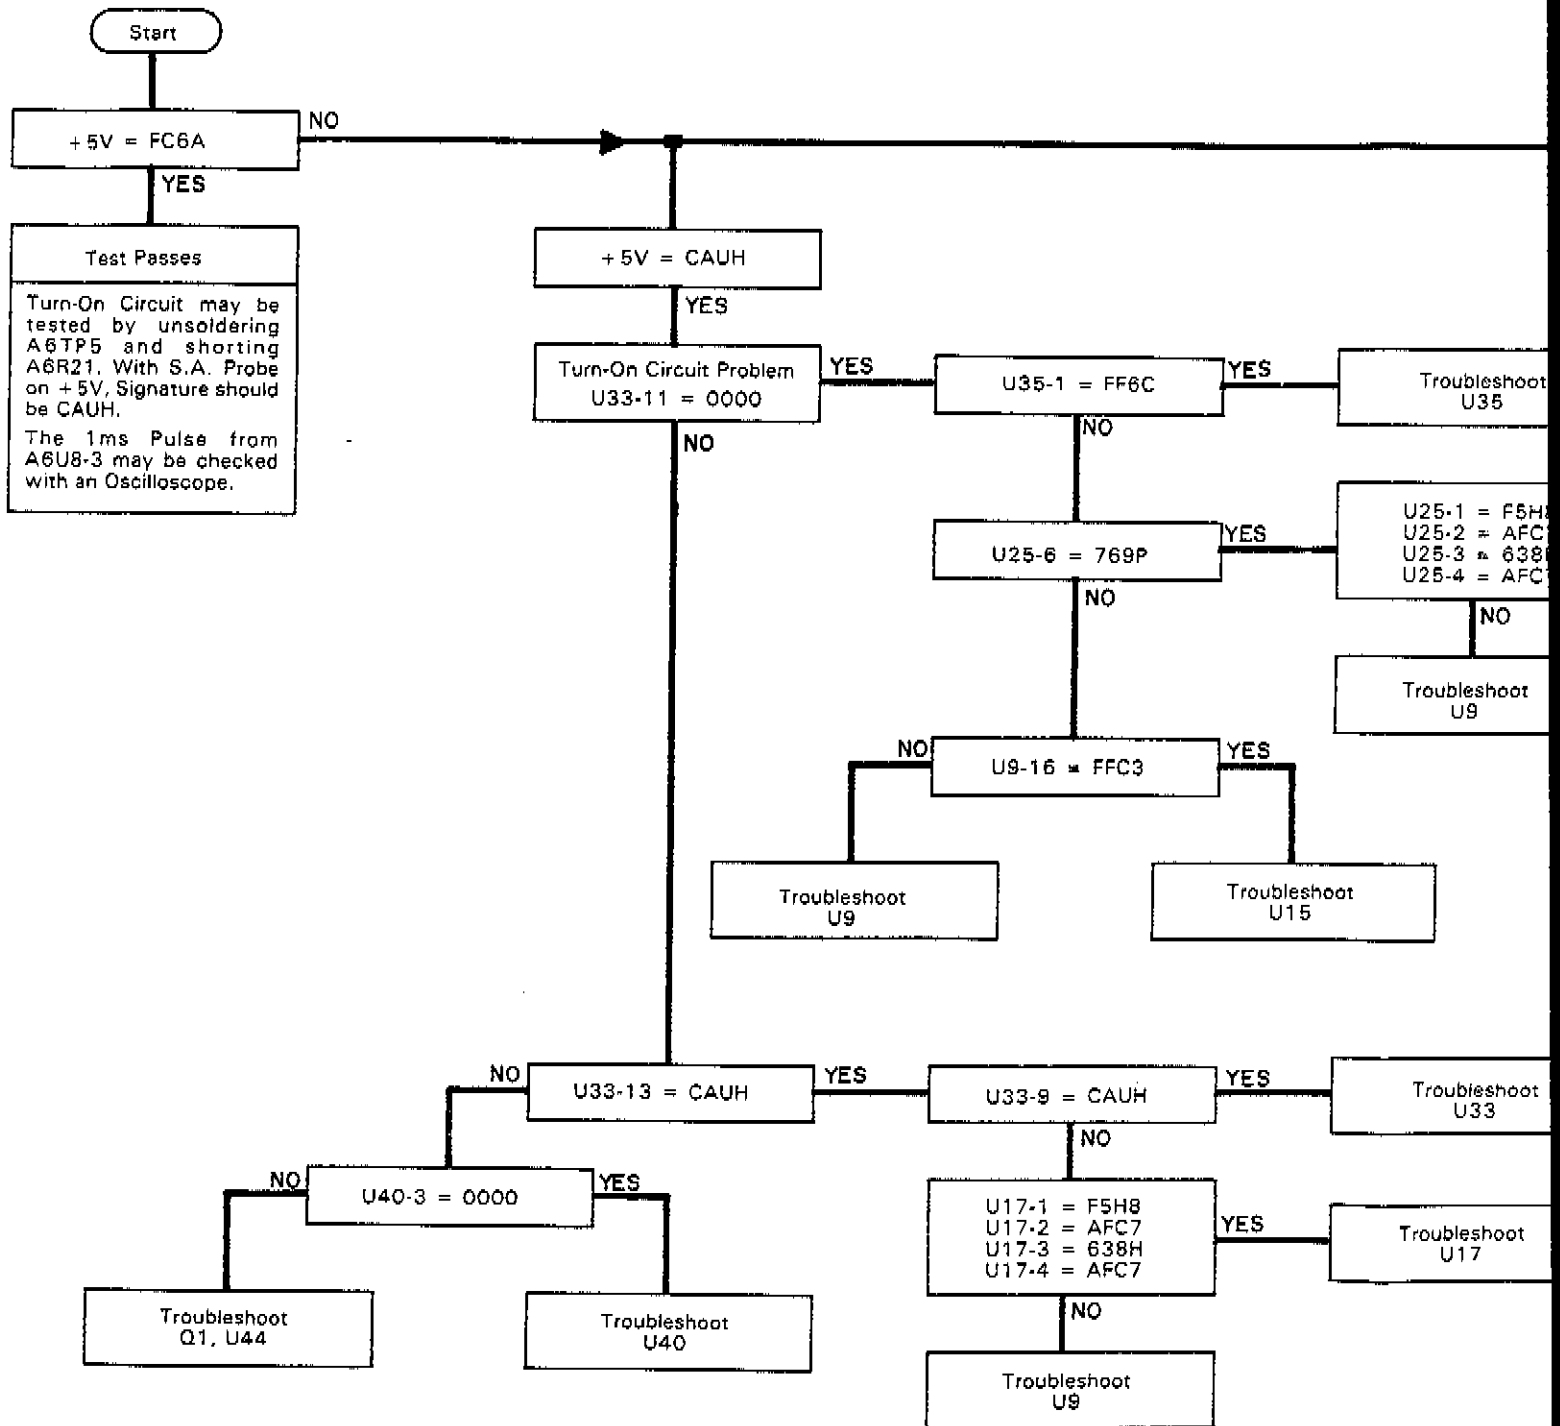 Start
+5V = FC6A
NO
YES
Test Passes
Turn-On Circuit may be
tested by unsoldering
A6TP5 and shorting
A6R21. With S.A. Probe
on +5V, Signature should
be CAUH.
The 1ms Pulse from
A6U8-3 may be checked
with an Oscilloscope.
+5V = CAUH
YES
Turn-On Circuit Problem
U33-11 = 0000
YES
NO
U35-1 = FF6C
YES
NO
Troubleshoot
U35
U25-6 = 769P
YES
NO
U25-1 = F5H
U25-2 = AFC
U25-3 = 638
U25-4 = AFC
NO
Troubleshoot
U9
NO
U9-16 = FFC3
YES
Troubleshoot
U9
Troubleshoot
U15
NO
U33-13 = CAUH
YES
U33-9 = CAUH
YES
NO
Troubleshoot
U33
NO
U40-3 = 0000
YES
U17-1 = F5H8
U17-2 = AFC7
U17-3 = 638H
U17-4 = AFC7
YES
NO
Troubleshoot
U17
Troubleshoot
Q1, U44
Troubleshoot
U40
Troubleshoot
U9